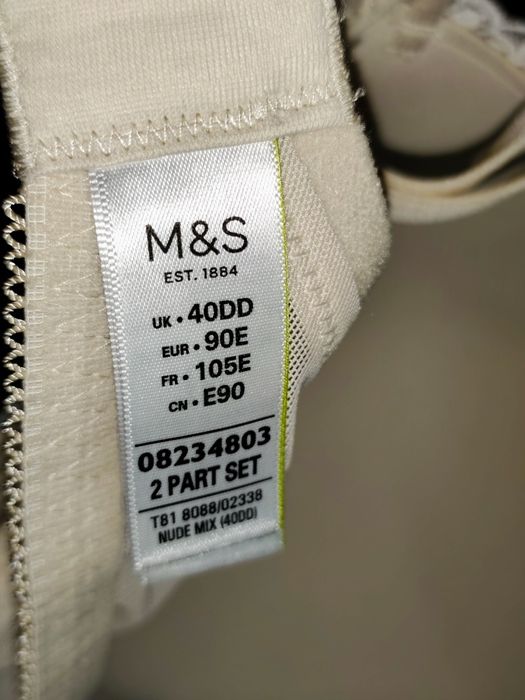 M&S
EST. 1884
UK • 40DD
EUR • 90E
FR • 105E
CN • E90
08234803
2 PART SET
T81 8088/02338
NUDE MIX (40DD)